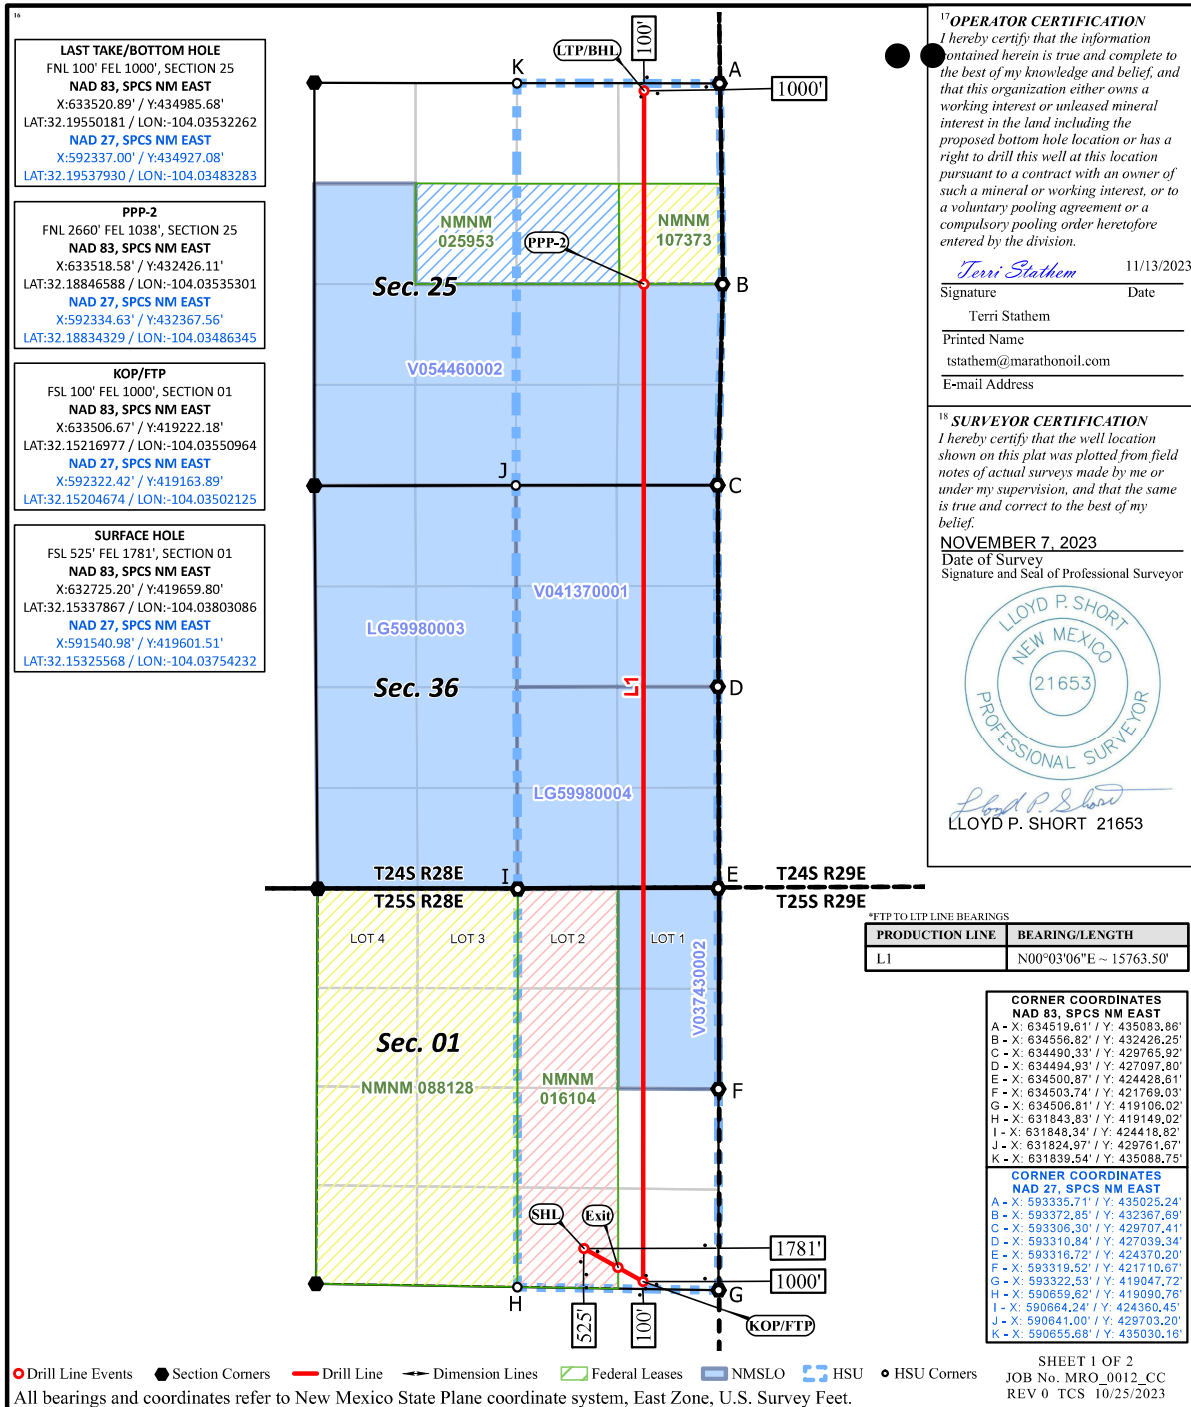 16
LAST TAKE/BOTTOM HOLE
FNL 100' FEL 1000', SECTION 25
NAD 83, SPCS NM EAST
X:633520.89' / Y:434985.68'
LAT:32.19550181 / LON:-104.03532262
NAD 27, SPCS NM EAST
X:592337.00' / Y:434927.08'
LAT:32.19537930 / LON:-104.03483283
PPP-2
FNL 2660' FEL 1038', SECTION 25
NAD 83, SPCS NM EAST
X:633518.58' / Y:432426.11'
LAT:32.18846588 / LON:-104.03535301
NAD 27, SPCS NM EAST
X:592334.63' / Y:432367.56'
LAT:32.18834329 / LON:-104.03486345
KOP/FTP
FSL 100' FEL 1000', SECTION 01
NAD 83, SPCS NM EAST
X:633506.67' / Y:419222.18'
LAT:32.15216977 / LON:-104.03550964
NAD 27, SPCS NM EAST
X:592322.42' / Y:419163.89'
LAT:32.15204674 / LON:-104.03502125
SURFACE HOLE
FSL 525' FEL 1781', SECTION 01
NAD 83, SPCS NM EAST
X:632725.20' / Y:419659.80'
LAT:32.15337867 / LON:-104.03803086
NAD 27, SPCS NM EAST
X:591540.98' / Y:419601.51'
LAT:32.15325568 / LON:-104.03754232
LTP/BHL
100'
K
A
1000'
NMNM
025953
NMNM
107373
PPP-2
Sec. 25
B
V054460002
J
C
V041370001
LG59980003
Sec. 36
L1
D
LG59980004
T24S R28E
I
E
T24S R29E
T25S R28E
T25S R29E
LOT 4
LOT 3
LOT 2
LOT 1
V037430002
Sec. 01
NMNM 088128
NMNM
016104
F
SHL
Exit
1781'
1000'
H
G
525'
100'
KOP/FTP
17 OPERATOR CERTIFICATION
I hereby certify that the information
contained herein is true and complete to
the best of my knowledge and belief, and
that this organization either owns a
working interest or unleased mineral
interest in the land including the
proposed bottom hole location or has a
right to drill this well at this location
pursuant to a contract with an owner of
such a mineral or working interest, or to
a voluntary pooling agreement or a
compulsory pooling order heretofore
entered by the division.
Terri Stathem 11/13/2023
Signature Date
Terri Stathem
Printed Name
tstathem@marathonoil.com
E-mail Address
18 SURVEYOR CERTIFICATION
I hereby certify that the well location
shown on this plat was plotted from field
notes of actual surveys made by me or
under my supervision, and that the same
is true and correct to the best of my
belief.
NOVEMBER 7, 2023
Date of Survey
Signature and Seal of Professional Surveyor
LLOYD P. SHORT
NEW MEXICO
21653
PROFESSIONAL SURVEYOR
Lloyd P. Short
LLOYD P. SHORT 21653
*FTP TO LTP LINE BEARINGS
PRODUCTION LINE BEARING/LENGTH
L1 N00°03'06"E ~ 15763.50'
CORNER COORDINATES
NAD 83, SPCS NM EAST
A - X: 634519.61' / Y: 435083.86'
B - X: 634556.82' / Y: 432426.25'
C - X: 634490.33' / Y: 429765.92'
D - X: 634494.93' / Y: 427097.80'
E - X: 634500.87' / Y: 424428.61'
F - X: 634503.74' / Y: 421769.03'
G - X: 634506.81' / Y: 419106.02'
H - X: 631843.83' / Y: 419149.02'
I - X: 631848.34' / Y: 424418.82'
J - X: 631824.97' / Y: 429761.67'
K - X: 631839.54' / Y: 435088.75'
CORNER COORDINATES
NAD 27, SPCS NM EAST
A - X: 593335.71' / Y: 435025.24'
B - X: 593372.85' / Y: 432367.69'
C - X: 593306.30' / Y: 429707.41'
D - X: 593310.84' / Y: 427039.34'
E - X: 593316.72' / Y: 424370.20'
F - X: 593319.52' / Y: 421710.67'
G - X: 593322.53' / Y: 419047.72'
H - X: 590659.62' / Y: 419090.76'
I - X: 590664.24' / Y: 424360.45'
J - X: 590641.00' / Y: 429703.20'
K - X: 590655.68' / Y: 435030.16'
Drill Line Events Section Corners Drill Line Dimension Lines Federal Leases NMSLO HSU HSU Corners
All bearings and coordinates refer to New Mexico State Plane coordinate system, East Zone, U.S. Survey Feet.
SHEET 1 OF 2
JOB No. MRO_0012_CC
REV 0 TCS 10/25/2023